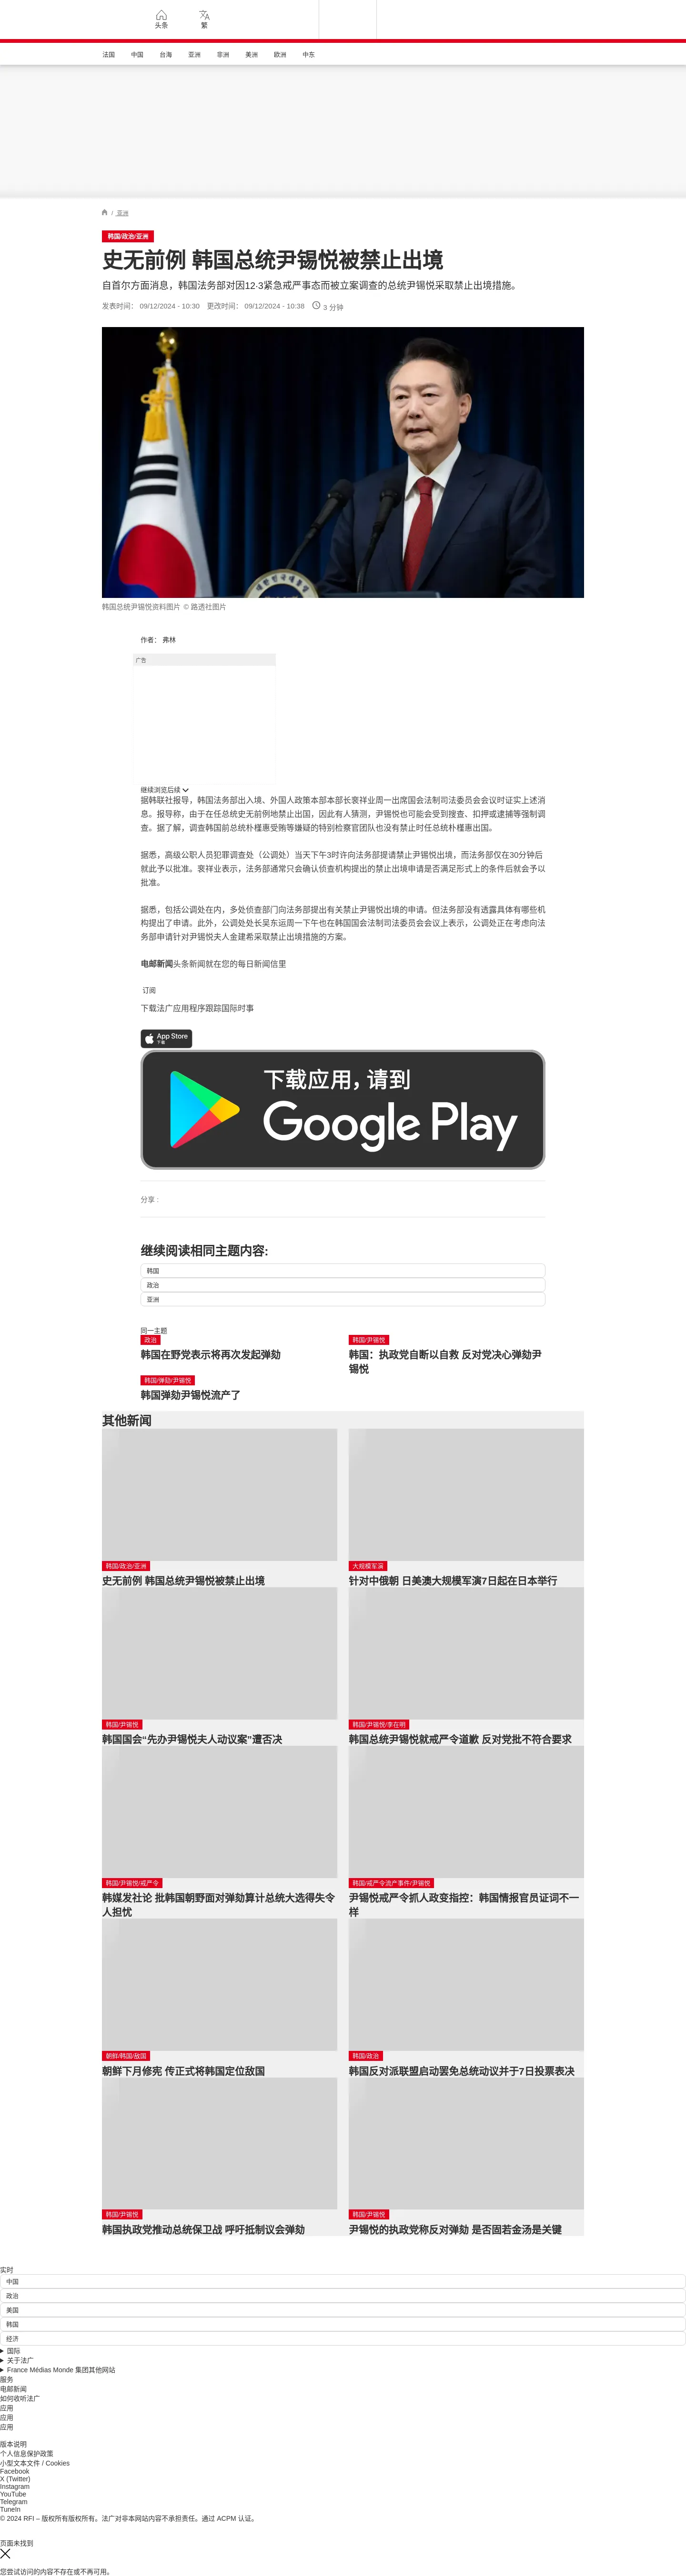 头条
繁
法国
中国
台海
亚洲
非洲
美洲
欧洲
中东
/ 亚洲
韩国/政治/亚洲
史无前例 韩国总统尹锡悦被禁止出境
自首尔方面消息，韩国法务部对因12·3紧急戒严事态而被立案调查的总统尹锡悦采取禁止出境措施。
发表时间： 09/12/2024 - 10:30 更改时间： 09/12/2024 - 10:38 3 分钟
韩国总统尹锡悦资料图片 © 路透社图片
作者： 弗林
广告
继续浏览后续
据韩联社报导，韩国法务部出入境、外国人政策本部本部长裵祥业周一出席国会法制司法委员会会议时证实上述消
息。报导称，由于在任总统史无前例地禁止出国，因此有人猜测，尹锡悦也可能会受到搜查、扣押或逮捕等强制调
查。据了解，调查韩国前总统朴槿惠受贿等嫌疑的特别检察官团队也没有禁止时任总统朴槿惠出国。
据悉，高级公职人员犯罪调查处（公调处）当天下午3时许向法务部提请禁止尹锡悦出境，而法务部仅在30分钟后
就此予以批准。裵祥业表示，法务部通常只会确认侦查机构提出的禁止出境申请是否满足形式上的条件后就会予以
批准。
据悉，包括公调处在内，多处侦查部门向法务部提出有关禁止尹锡悦出境的申请。但法务部没有透露具体有哪些机
构提出了申请。此外，公调处处长吴东运周一下午也在韩国国会法制司法委员会会议上表示，公调处正在考虑向法
务部申请针对尹锡悦夫人金建希采取禁止出境措施的方案。
电邮新闻头条新闻就在您的每日新闻信里
订阅
下载法广应用程序跟踪国际时事
App Store
下载
下载应用，请到
Google Play
分享 :
继续阅读相同主题内容:
韩国
政治
亚洲
同一主题
政治
韩国在野党表示将再次发起弹劾
韩国/尹锡悦
韩国：执政党自断以自救 反对党决心弹劾尹
锡悦
韩国/弹劾/尹锡悦
韩国弹劾尹锡悦流产了
其他新闻
韩国/政治/亚洲
史无前例 韩国总统尹锡悦被禁止出境
大规模军演
针对中俄朝 日美澳大规模军演7日起在日本举行
韩国/尹锡悦
韩国国会“先办尹锡悦夫人动议案”遭否决
韩国/尹锡悦/李在明
韩国总统尹锡悦就戒严令道歉 反对党批不符合要求
韩国/尹锡悦/戒严令
韩媒发社论 批韩国朝野面对弹劾算计总统大选得失令
人担忧
韩国/戒严令流产事件/尹锡悦
尹锡悦戒严令抓人政变指控：韩国情报官员证词不一
样
朝鲜/韩国/敌国
朝鲜下月修宪 传正式将韩国定位敌国
韩国/政治
韩国反对派联盟启动罢免总统动议并于7日投票表决
韩国/尹锡悦
韩国执政党推动总统保卫战 呼吁抵制议会弹劾
韩国/尹锡悦
尹锡悦的执政党称反对弹劾 是否固若金汤是关键
实时
中国
政治
美国
韩国
经济
国际
关于法广
France Médias Monde 集团其他网站
服务
电邮新闻
如何收听法广
应用
应用
应用
版本说明
个人信息保护政策
小型文本文件 / Cookies
Facebook
X (Twitter)
Instagram
YouTube
Telegram
TuneIn
© 2024 RFI – 版权所有版权所有。法广对非本网站内容不承担责任。通过 ACPM 认证。
页面未找到
您尝试访问的内容不存在或不再可用。